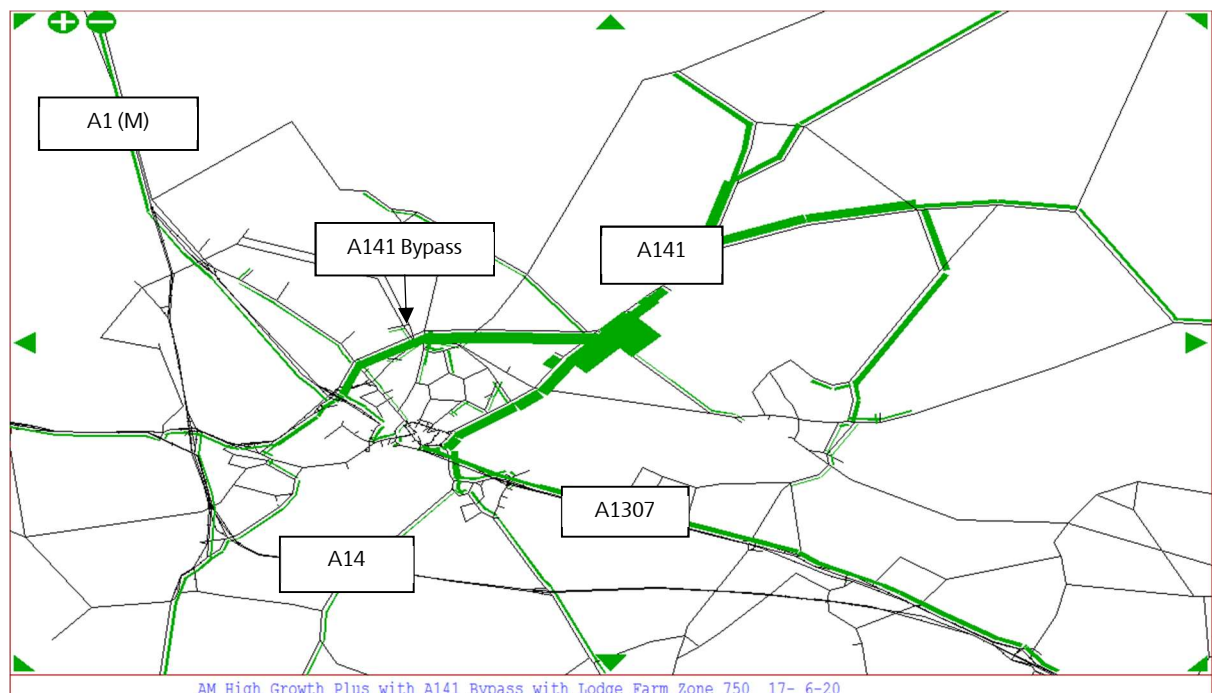 A1 (M)
A141 Bypass
A141
A1307
A14
AM High Growth Plus with A141 Bypass with Lodge Farm Zone 750 17- 6-20